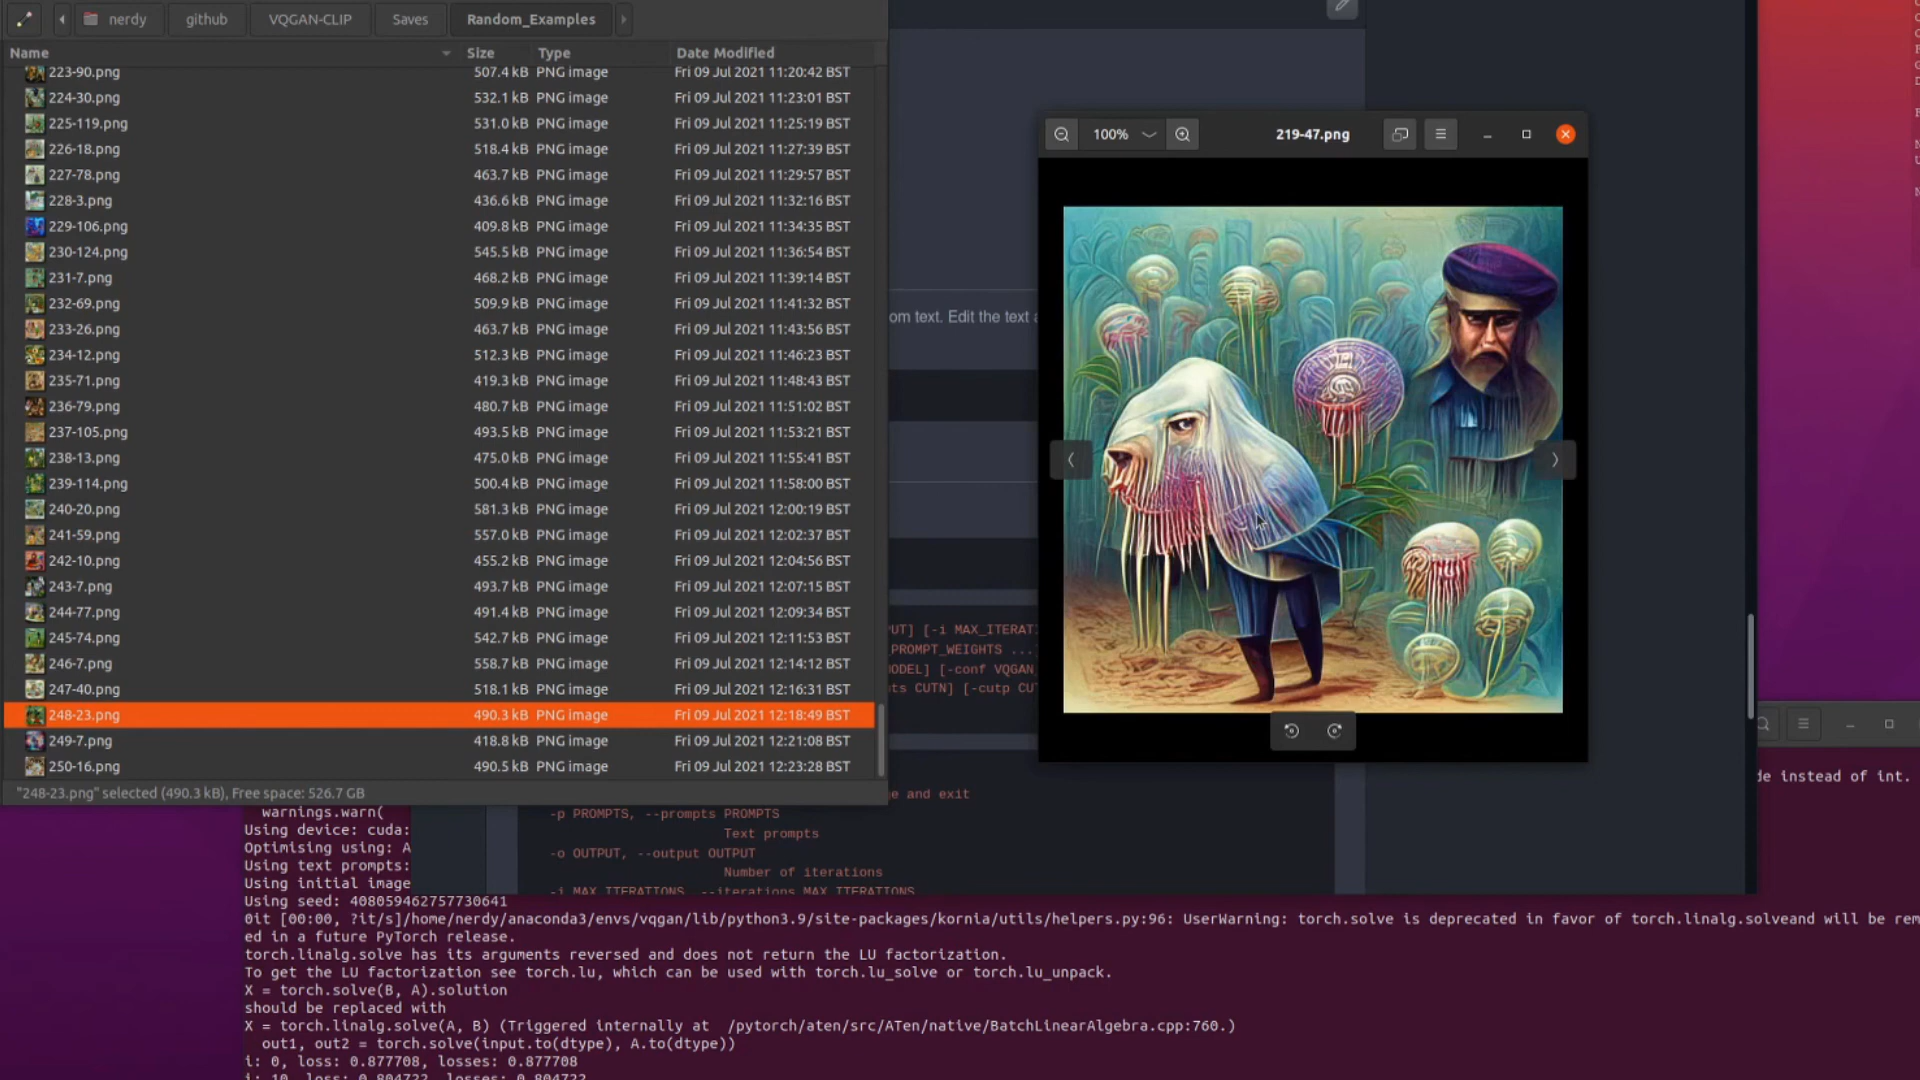 nerdy github VQGAN-CLIP Saves Random_Examples
Name Size Type Date Modified
223-90.png 507.4 kB PNG image Fri 09 Jul 2021 11:20:42 BST
224-30.png 532.1 kB PNG image Fri 09 Jul 2021 11:23:01 BST
225-119.png 531.0 kB PNG image Fri 09 Jul 2021 11:25:19 BST
226-18.png 518.4 kB PNG image Fri 09 Jul 2021 11:27:39 BST
227-78.png 463.7 kB PNG image Fri 09 Jul 2021 11:29:57 BST
228-3.png 436.6 kB PNG image Fri 09 Jul 2021 11:32:16 BST
229-106.png 409.8 kB PNG image Fri 09 Jul 2021 11:34:35 BST
230-124.png 545.5 kB PNG image Fri 09 Jul 2021 11:36:54 BST
231-7.png 468.2 kB PNG image Fri 09 Jul 2021 11:39:14 BST
232-69.png 509.9 kB PNG image Fri 09 Jul 2021 11:41:32 BST
233-26.png 463.7 kB PNG image Fri 09 Jul 2021 11:43:56 BST
234-12.png 512.3 kB PNG image Fri 09 Jul 2021 11:46:23 BST
235-71.png 419.3 kB PNG image Fri 09 Jul 2021 11:48:43 BST
236-79.png 480.7 kB PNG image Fri 09 Jul 2021 11:51:02 BST
237-105.png 493.5 kB PNG image Fri 09 Jul 2021 11:53:21 BST
238-13.png 475.0 kB PNG image Fri 09 Jul 2021 11:55:41 BST
239-114.png 500.4 kB PNG image Fri 09 Jul 2021 11:58:00 BST
240-20.png 581.3 kB PNG image Fri 09 Jul 2021 12:00:19 BST
241-59.png 557.0 kB PNG image Fri 09 Jul 2021 12:02:37 BST
242-10.png 455.2 kB PNG image Fri 09 Jul 2021 12:04:56 BST
243-7.png 493.7 kB PNG image Fri 09 Jul 2021 12:07:15 BST
244-77.png 491.4 kB PNG image Fri 09 Jul 2021 12:09:34 BST
245-74.png 542.7 kB PNG image Fri 09 Jul 2021 12:11:53 BST
246-7.png 558.7 kB PNG image Fri 09 Jul 2021 12:14:12 BST
247-40.png 518.1 kB PNG image Fri 09 Jul 2021 12:16:31 BST
248-23.png 490.3 kB PNG image Fri 09 Jul 2021 12:18:49 BST
249-7.png 418.8 kB PNG image Fri 09 Jul 2021 12:21:08 BST
250-16.png 490.5 kB PNG image Fri 09 Jul 2021 12:23:28 BST
"248-23.png" selected (490.3 kB), Free space: 526.7 GB
100% 219-47.png
om text. Edit the text a
PUT] [-i MAX_ITERATI
_PROMPT_WEIGHTS ...
MODEL] [-conf VQGAN_
ts CUTN] [-cutp CU
e and exit
-p PROMPTS, --prompts PROMPTS
Text prompts
-o OUTPUT, --output OUTPUT
Number of iterations
-i MAX_ITERATIONS, --iterations MAX_ITERATIONS
de instead of int.
warnings.warn(
Using device: cuda:
Optimising using: A
Using text prompts:
Using initial image
Using seed: 408059462757730641
0it [00:00, ?it/s]/home/nerdy/anaconda3/envs/vqgan/lib/python3.9/site-packages/kornia/utils/helpers.py:96: UserWarning: torch.solve is deprecated in favor of torch.linalg.solveand will be rem
ed in a future PyTorch release.
torch.linalg.solve has its arguments reversed and does not return the LU factorization.
To get the LU factorization see torch.lu, which can be used with torch.lu_solve or torch.lu_unpack.
X = torch.solve(B, A).solution
should be replaced with
X = torch.linalg.solve(A, B) (Triggered internally at /pytorch/aten/src/ATen/native/BatchLinearAlgebra.cpp:760.)
out1, out2 = torch.solve(input.to(dtype), A.to(dtype))
i: 0, loss: 0.877708, losses: 0.877708
i: 10, loss: 0.804722, losses: 0.804722